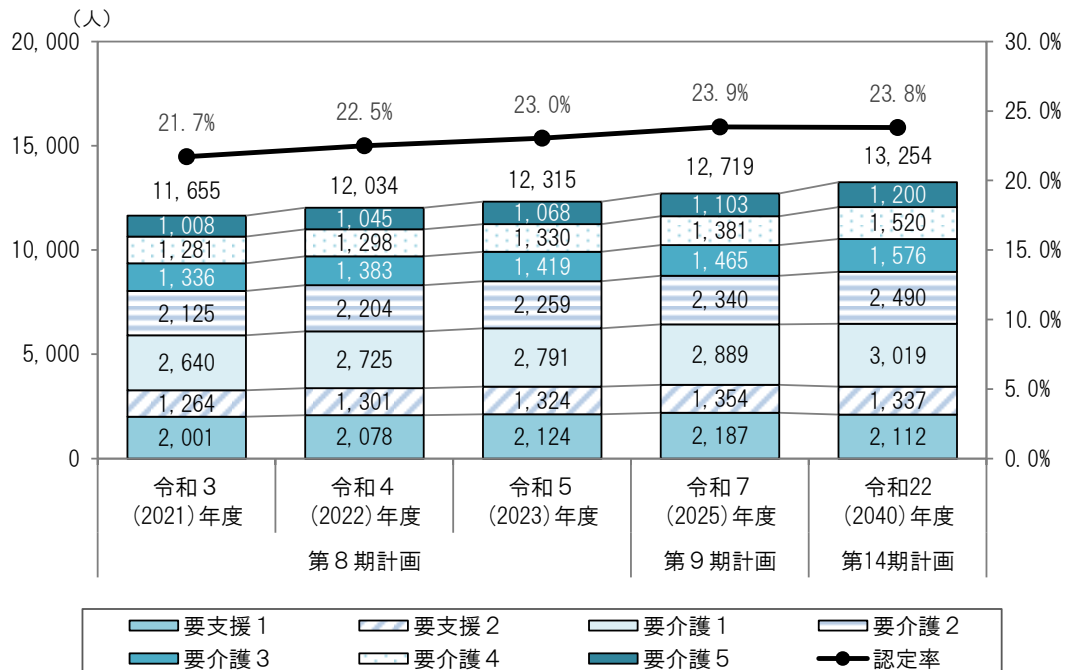 （人）
20,000
15,000
10,000
5,000
0
30.0%
25.0%
20.0%
15.0%
10.0%
5.0%
0.0%
21.7%
22.5%
23.0%
23.9%
23.8%
11,655
12,034
12,315
12,719
13,254
1,008
1,045
1,068
1,103
1,200
1,281
1,298
1,330
1,381
1,520
1,336
1,383
1,419
1,465
1,576
2,125
2,204
2,259
2,340
2,490
2,640
2,725
2,791
2,889
3,019
1,264
1,301
1,324
1,354
1,337
2,001
2,078
2,124
2,187
2,112
令和３
(2021)年度
令和４
(2022)年度
令和５
(2023)年度
令和７
(2025)年度
令和22
(2040)年度
第８期計画
第９期計画
第14期計画
要支援１
要支援２
要介護１
要介護２
要介護３
要介護４
要介護５
認定率